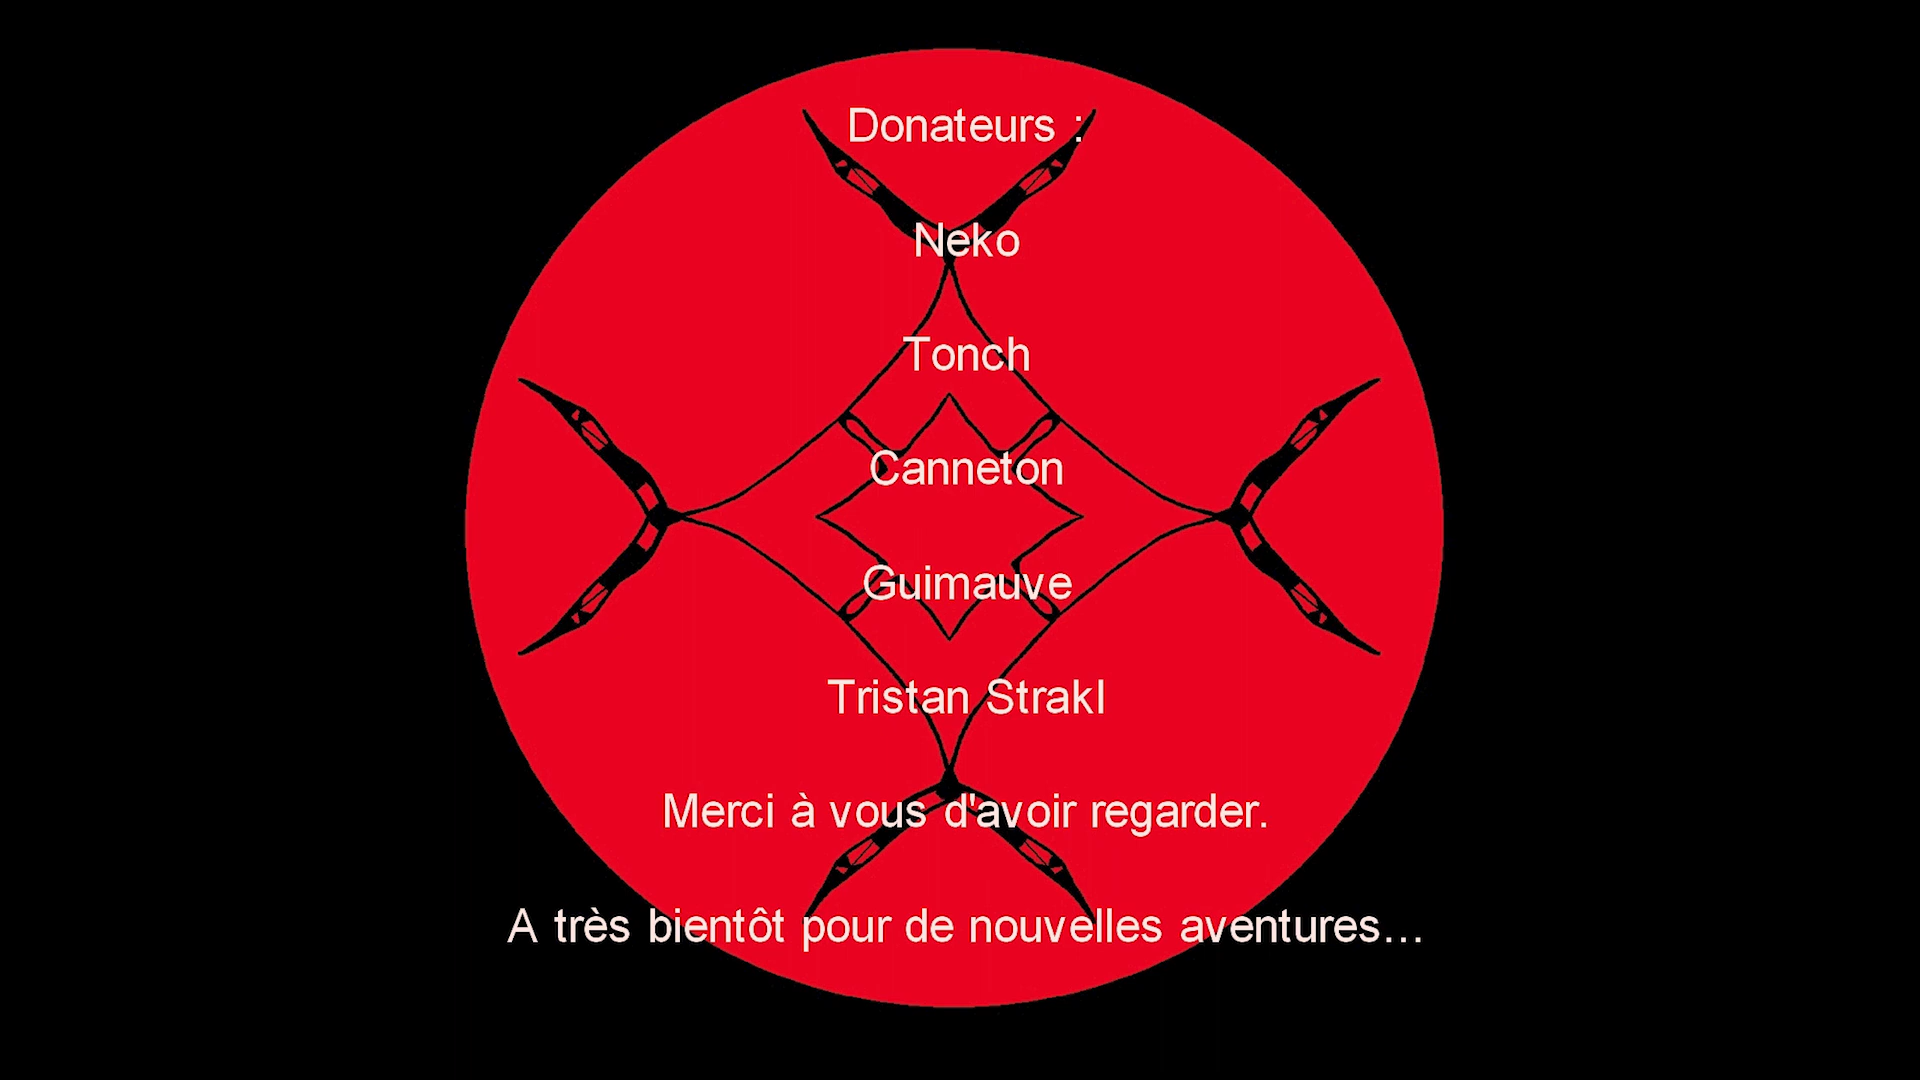 Donateurs :
Neko
Tonch
Canneton
Guimauve
Tristan Strakl
Merci à vous d'avoir regarder.
A très bientôt pour de nouvelles aventures...